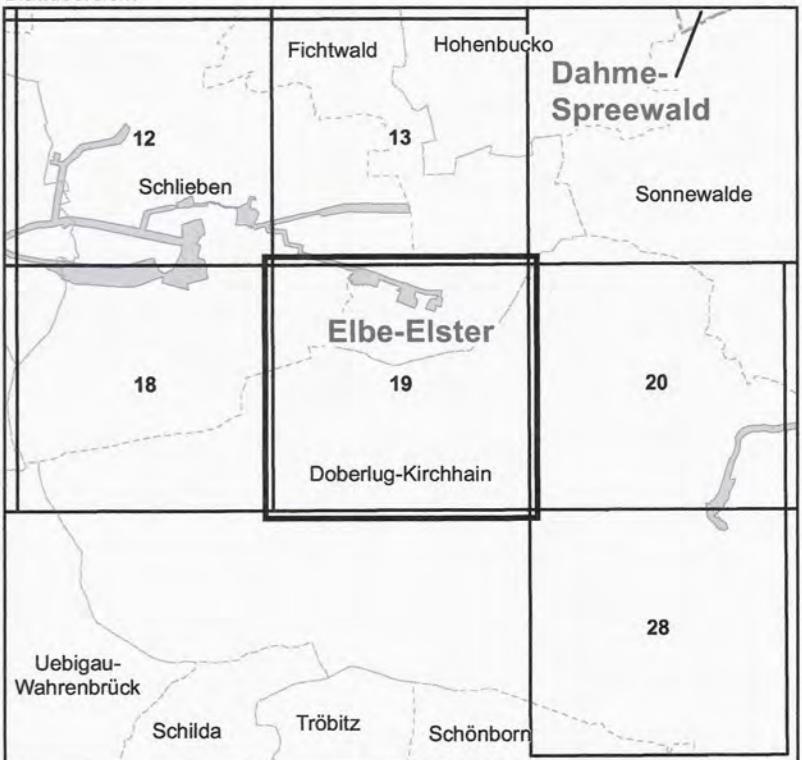 Fichtwald
Hohenbucko
Dahme-
Spreewald
12
13
Schlieben
Sonnewalde
Elbe-Elster
18
19
20
Doberlug-Kirchhain
28
Uebigau-
Wahrenbrück
Schilda
Tröbitz
Schönborn